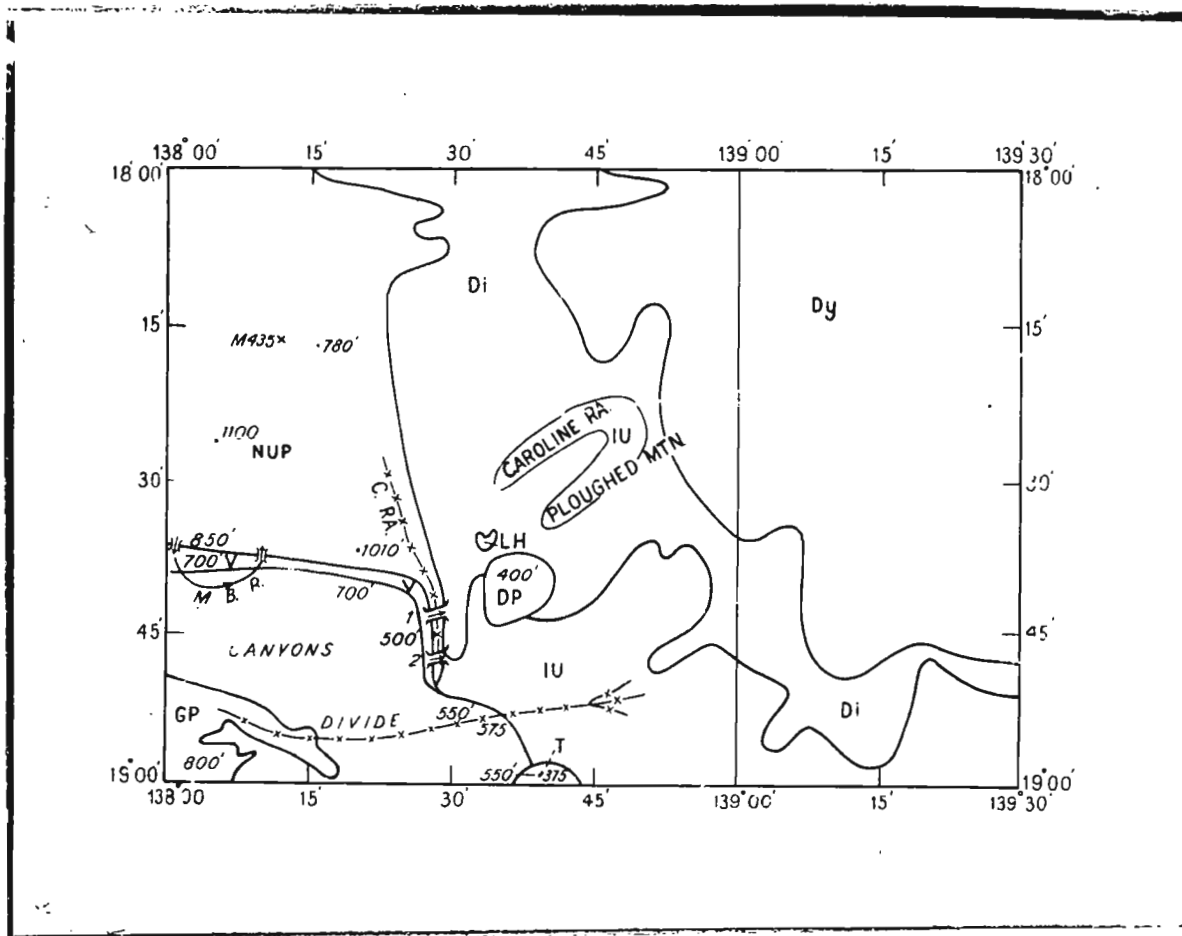 138° 00' 15' 30' 45' 139° 00' 15' 139° 30'
18° 00' 18° 00'
Di
Dy
15' 15'
M435× ·780'
CAROLINE RA.
IU
·1100
NUP
PLOUGHED MTN
30' 30'
C. RA.
850' ·1010' LH
700' V 400'
M. B. R. 700' V DP
1
45' 500' 45'
CANYONS 2
IU
GP DIVIDE 550' Di
575
T
800' 550' ·375
19° 00' 19° 00'
138° 00 15' 30' 45' 139° 00' 15' 139° 30'